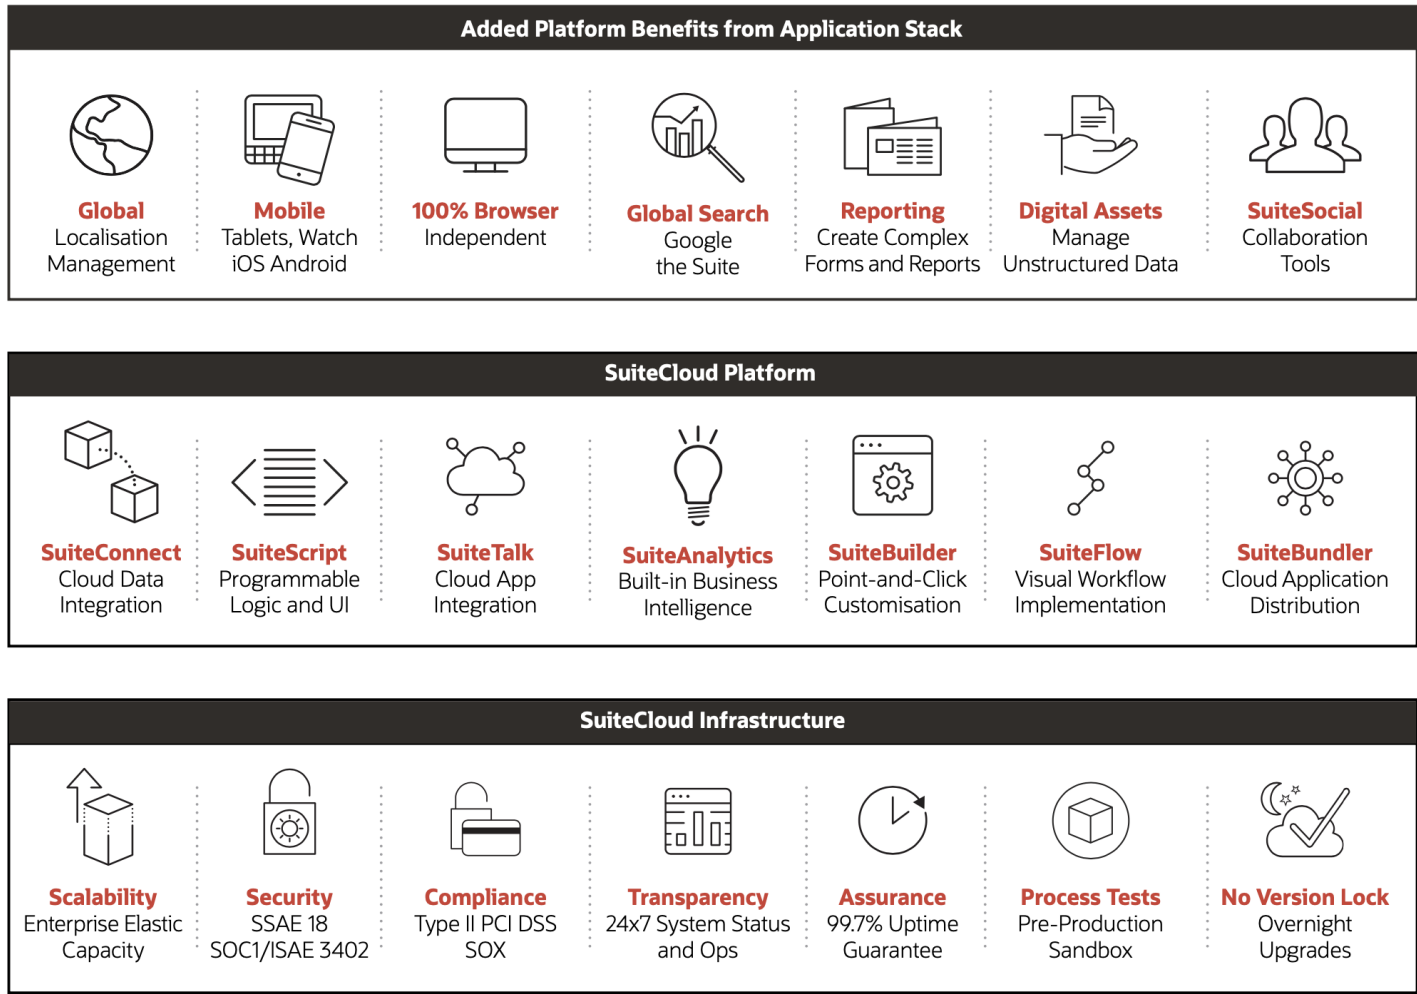 Added Platform Benefits from Application Stack
Global
Localisation
Management
Mobile
Tablets, Watch
iOS Android
100% Browser
Independent
Global Search
Google
the Suite
Reporting
Create Complex
Forms and Reports
Digital Assets
Manage
Unstructured Data
SuiteSocial
Collaboration
Tools
SuiteCloud Platform
SuiteConnect
Cloud Data
Integration
SuiteScript
Programmable
Logic and UI
SuiteTalk
Cloud App
Integration
SuiteAnalytics
Built-in Business
Intelligence
SuiteBuilder
Point-and-Click
Customisation
SuiteFlow
Visual Workflow
Implementation
SuiteBundler
Cloud Application
Distribution
SuiteCloud Infrastructure
Scalability
Enterprise Elastic
Capacity
Security
SSAE 18
SOC1/ISAE 3402
Compliance
Type II PCI DSS
SOX
Transparency
24x7 System Status
and Ops
Assurance
99.7% Uptime
Guarantee
Process Tests
Pre-Production
Sandbox
No Version Lock
Overnight
Upgrades